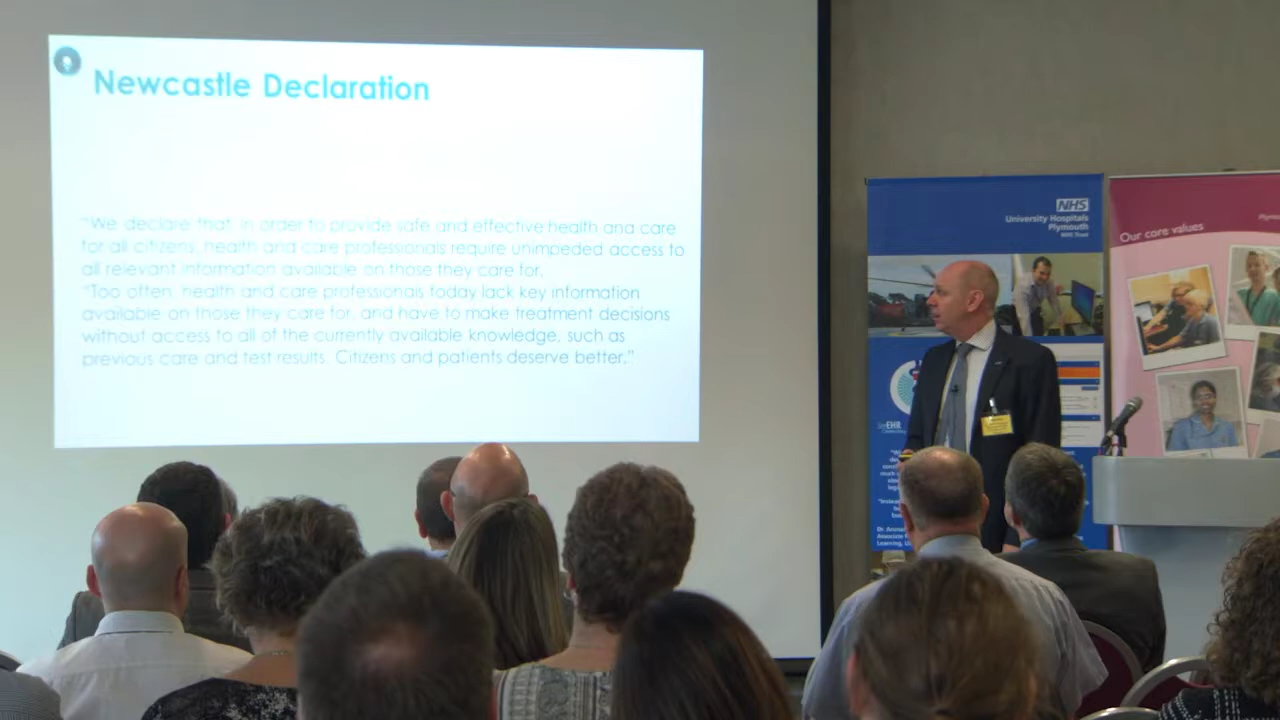 Newcastle Declaration
"We declare that, in order to provide safe and effective health and care
for all citizens, health and care professionals require unimpeded access to
all relevant information available on those they care for.
"Too often, health and care professionals today lack key information
available on those they care for, and have to make treatment decisions
without access to all of the currently available knowledge, such as
previous care and test results. Citizens and patients deserve better."
NHS
University Hospitals
Plymouth
NHS Trust
EHR
Learning,
Our core values